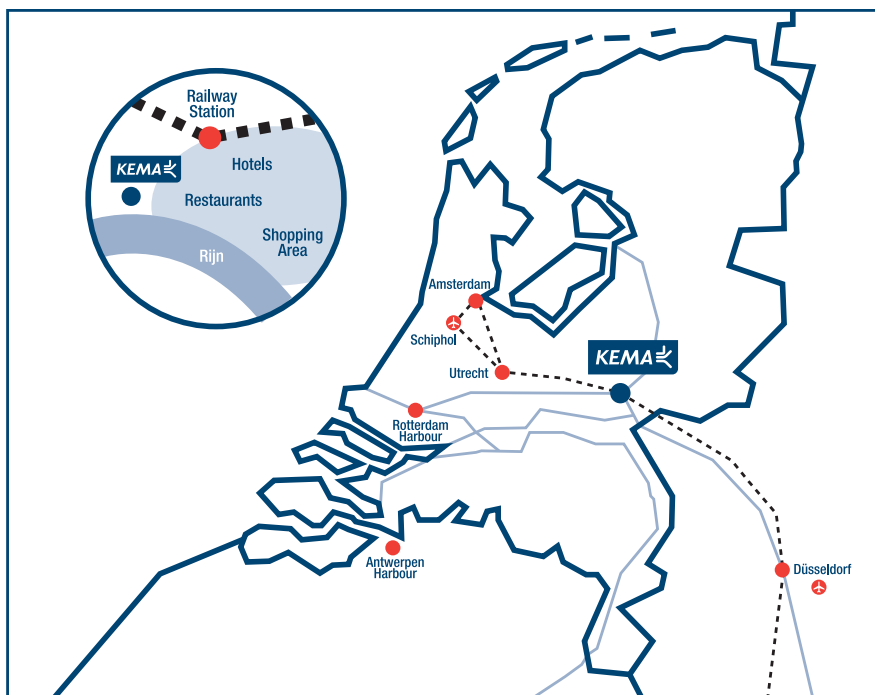 Railway
Station
KEMA
Hotels
Restaurants
Shopping
Area
Rijn
Amsterdam
Schiphol
Utrecht
KEMA
Rotterdam
Harbour
Antwerpen
Harbour
Düsseldorf